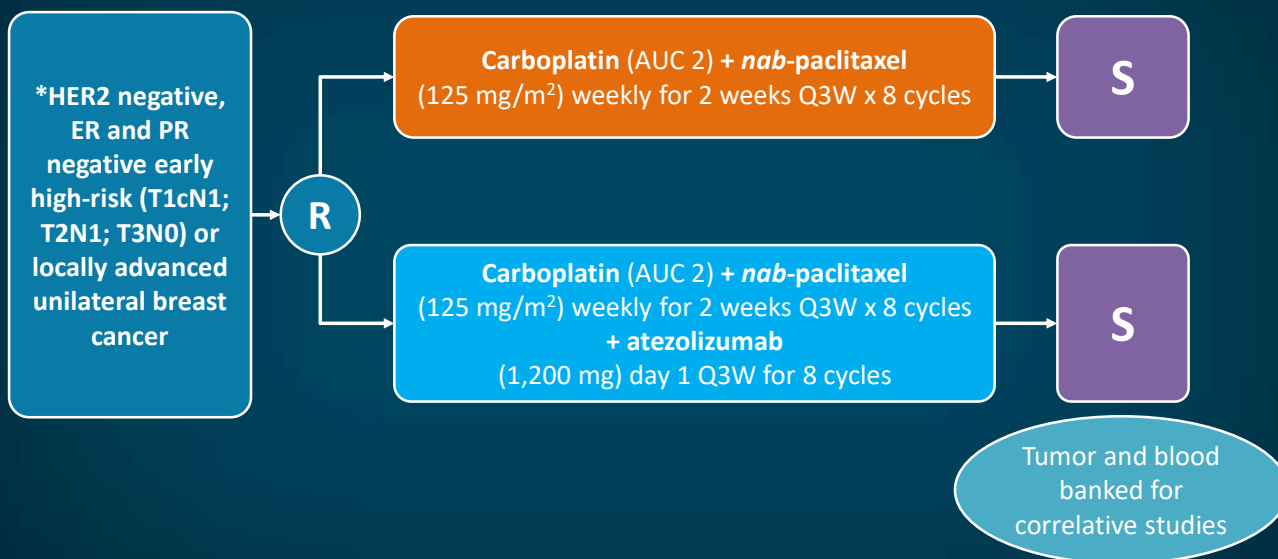 *HER2 negative,
ER and PR
negative early
high-risk (T1cN1;
T2N1; T3N0) or
locally advanced
unilateral breast
cancer
R
Carboplatin (AUC 2) + nab-paclitaxel
(125 mg/m²) weekly for 2 weeks Q3W x 8 cycles
S
Carboplatin (AUC 2) + nab-paclitaxel
(125 mg/m²) weekly for 2 weeks Q3W x 8 cycles
+ atezolizumab
(1,200 mg) day 1 Q3W for 8 cycles
S
Tumor and blood
banked for
correlative studies